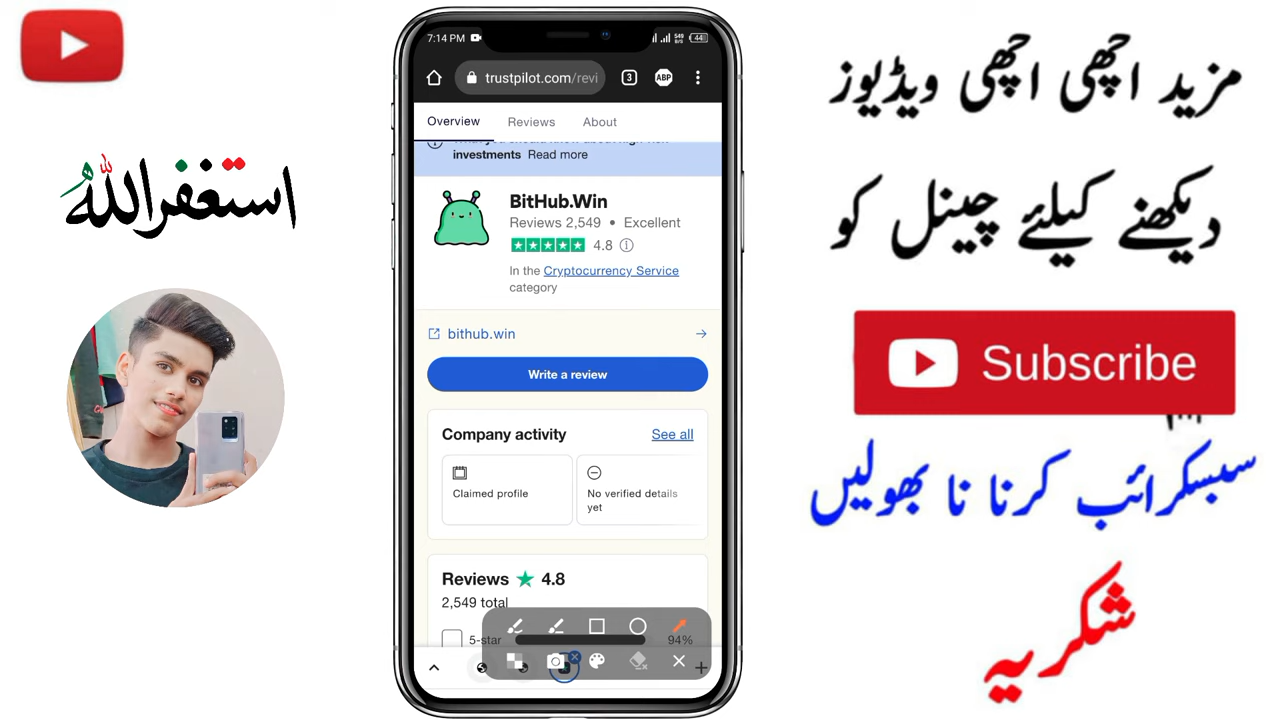 استغفراللہ
7:14 PM
549 B/S
44
trustpilot.com/revi
3
ABP
Overview Reviews About
investments Read more
BitHub.Win
Reviews 2,549 • Excellent
4.8
In the Cryptocurrency Service
category
bithub.win
Write a review
Company activity See all
Claimed profile
No verified details
yet
Reviews 4.8
2,549 total
5-star 94%
مزید اچھی اچھی ویڈیوز
دیکھنے کیلئے چینل کو
Subscribe
سبسکرائب کرنا نا بھولیں
شکریہ